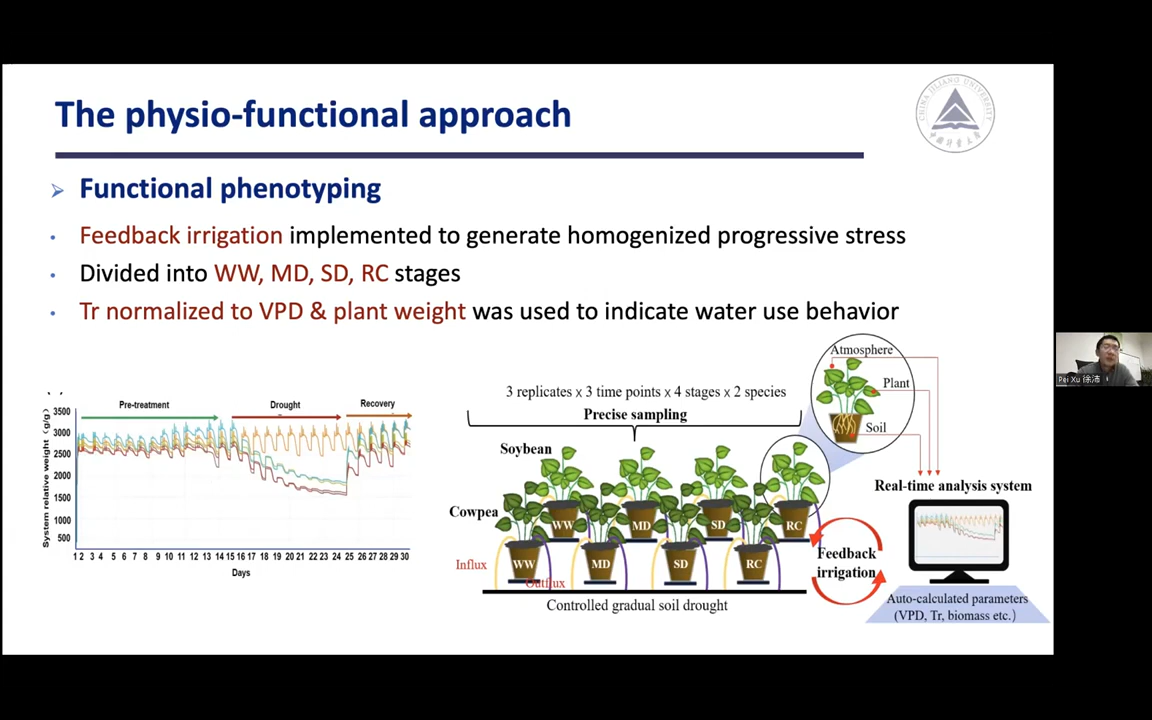 The physio-functional approach
CHINA JILIANG UNIVERSITY
➢ Functional phenotyping
• Feedback irrigation implemented to generate homogenized progressive stress
• Divided into WW, MD, SD, RC stages
• Tr normalized to VPD & plant weight was used to indicate water use behavior
Pre-treatment
Drought
Recovery
System relative weight (g/g)
3500
3000
2500
2000
1500
1000
500
1 2 3 4 5 6 7 8 9 10 11 12 13 14 15 16 17 18 19 20 21 22 23 24 25 26 27 28 29 30
Days
3 replicates x 3 time points x 4 stages x 2 species
Precise sampling
Soybean
WW
MD
SD
RC
Cowpea
WW
MD
SD
RC
Influx
Outflux
Controlled gradual soil drought
Atmosphere
Plant
Soil
Real-time analysis system
Feedback
irrigation
Auto-calculated parameters
(VPD, Tr, biomass etc.)
Pei Xu 徐沛